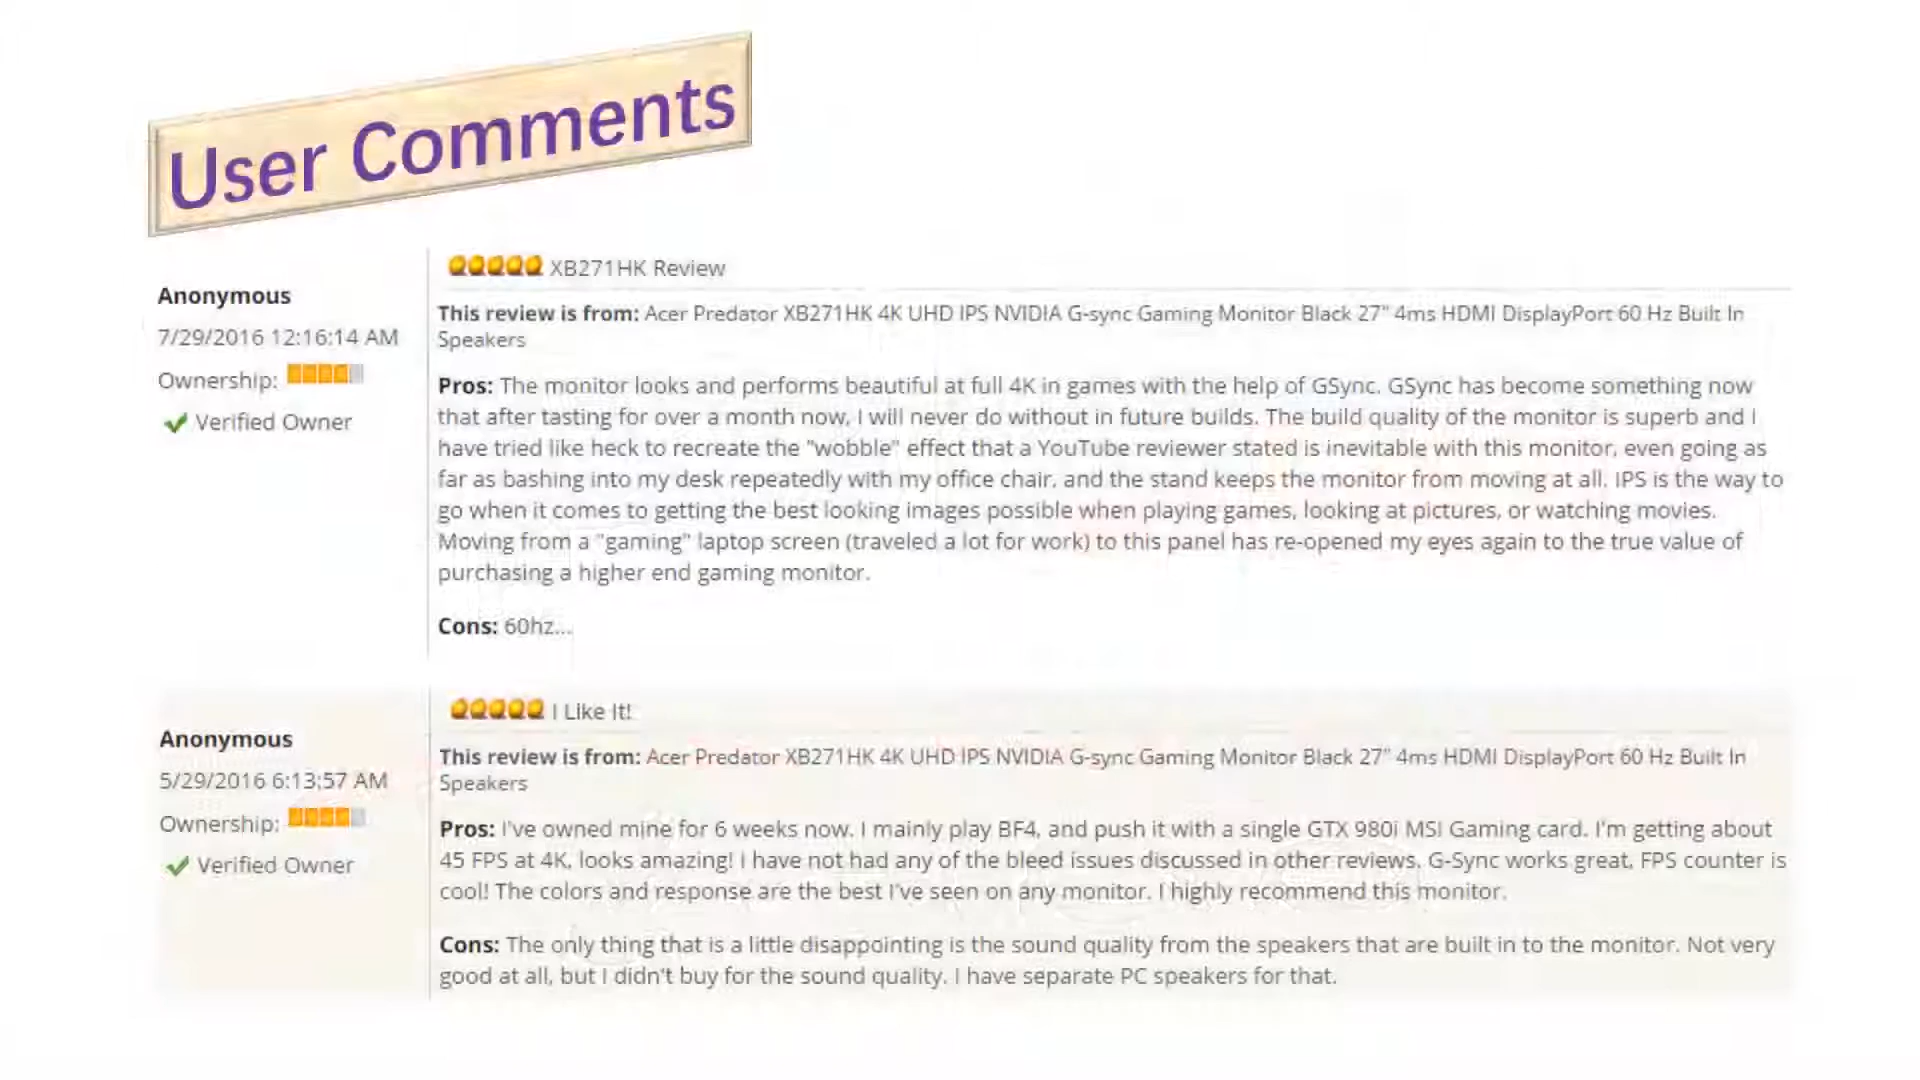 User Comments
XB271HK Review
Anonymous
7/29/2016 12:16:14 AM
Ownership:
Verified Owner
This review is from: Acer Predator XB271HK 4K UHD IPS NVIDIA G-sync Gaming Monitor Black 27" 4ms HDMI DisplayPort 60 Hz Built In
Speakers
Pros: The monitor looks and performs beautiful at full 4K in games with the help of GSync. GSync has become something now
that after tasting for over a month now, I will never do without in future builds. The build quality of the monitor is superb and I
have tried like heck to recreate the "wobble" effect that a YouTube reviewer stated is inevitable with this monitor, even going as
far as bashing into my desk repeatedly with my office chair, and the stand keeps the monitor from moving at all. IPS is the way to
go when it comes to getting the best looking images possible when playing games, looking at pictures, or watching movies.
Moving from a "gaming" laptop screen (traveled a lot for work) to this panel has re-opened my eyes again to the true value of
purchasing a higher end gaming monitor.
Cons: 60hz...
I Like It!
Anonymous
5/29/2016 6:13:57 AM
Ownership:
Verified Owner
This review is from: Acer Predator XB271HK 4K UHD IPS NVIDIA G-sync Gaming Monitor Black 27" 4ms HDMI DisplayPort 60 Hz Built In
Speakers
Pros: I've owned mine for 6 weeks now. I mainly play BF4, and push it with a single GTX 980i MSI Gaming card. I'm getting about
45 FPS at 4K, looks amazing! I have not had any of the bleed issues discussed in other reviews. G-Sync works great, FPS counter is
cool! The colors and response are the best I've seen on any monitor. I highly recommend this monitor.
Cons: The only thing that is a little disappointing is the sound quality from the speakers that are built in to the monitor. Not very
good at all, but I didn't buy for the sound quality. I have separate PC speakers for that.